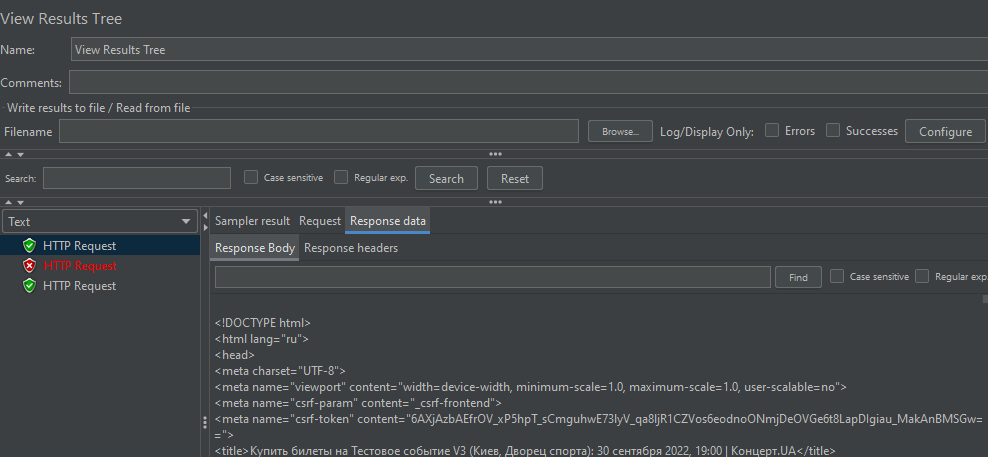 View Results Tree
Name: View Results Tree
Comments:
Write results to file / Read from file
Filename Browse... Log/Display Only: Errors Successes Configure
Search: Case sensitive Regular exp. Search Reset
Text
Sampler result Request Response data
HTTP Request
Response Body Response headers
HTTP Request
HTTP Request
Find Case sensitive Regular exp.
<!DOCTYPE html>
<html lang="ru">
<head>
<meta charset="UTF-8">
<meta name="viewport" content="width=device-width, minimum-scale=1.0, maximum-scale=1.0, user-scalable=no">
<meta name="csrf-param" content="_csrf-frontend">
<meta name="csrf-token" content="6AXjAzbAEfrOV_xP5hpT_sCmguhwE73IyV_qa8IjR1CZVos6eodnoONmjDeOVGe6t8LapDIgiau_MakAnBMSGw=
=">
<title>Купить билеты на Тестовое событие V3 (Киев, Дворец спорта): 30 сентября 2022, 19:00 | Концерт.UA</title>